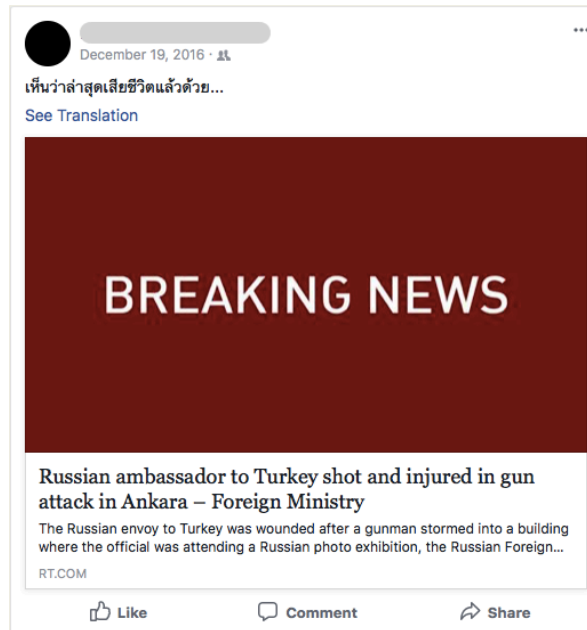 December 19, 2016 ·
เห็นว่าล่าสุดเสียชีวิตแล้วด้วย...
See Translation
BREAKING NEWS
Russian ambassador to Turkey shot and injured in gun
attack in Ankara – Foreign Ministry
The Russian envoy to Turkey was wounded after a gunman stormed into a building
where the official was attending a Russian photo exhibition, the Russian Foreign...
RT.COM
Like Comment Share